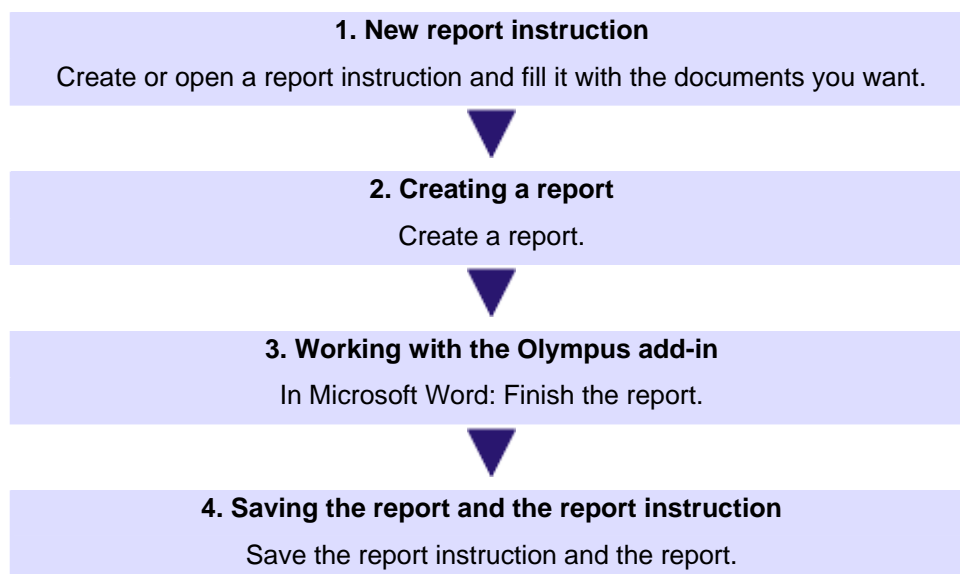 1. New report instruction
Create or open a report instruction and fill it with the documents you want.
2. Creating a report
Create a report.
3. Working with the Olympus add-in
In Microsoft Word: Finish the report.
4. Saving the report and the report instruction
Save the report instruction and the report.